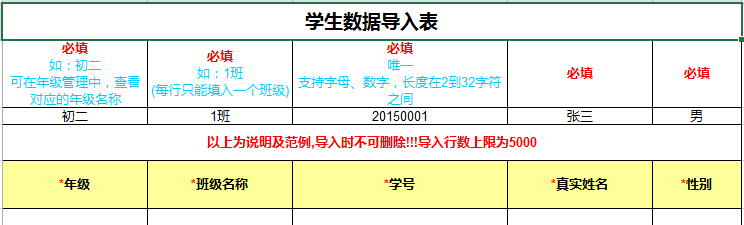 学生数据导入表
必填
如：初二
可在年级管理中，查看
对应的年级名称
必填
如：1班
(每行只能填入一个班级)
必填
唯一
支持字母、数字，长度在2到32字符
之间
必填
必填
初二
1班
20150001
张三
男
以上为说明及范例,导入时不可删除!!!导入行数上限为5000
*年级
*班级名称
*学号
*真实姓名
*性别